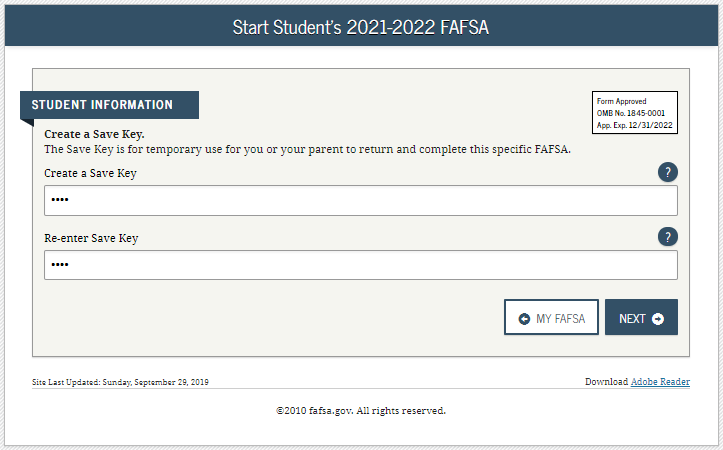 Start Student's 2021-2022 FAFSA
STUDENT INFORMATION
Form Approved
OMB No. 1845-0001
App. Exp. 12/31/2022
Create a Save Key.
The Save Key is for temporary use for you or your parent to return and complete this specific FAFSA.
Create a Save Key
?
••••
Re-enter Save Key
?
••••
MY FAFSA
NEXT
Site Last Updated: Sunday, September 29, 2019
Download Adobe Reader
©2010 fafsa.gov. All rights reserved.